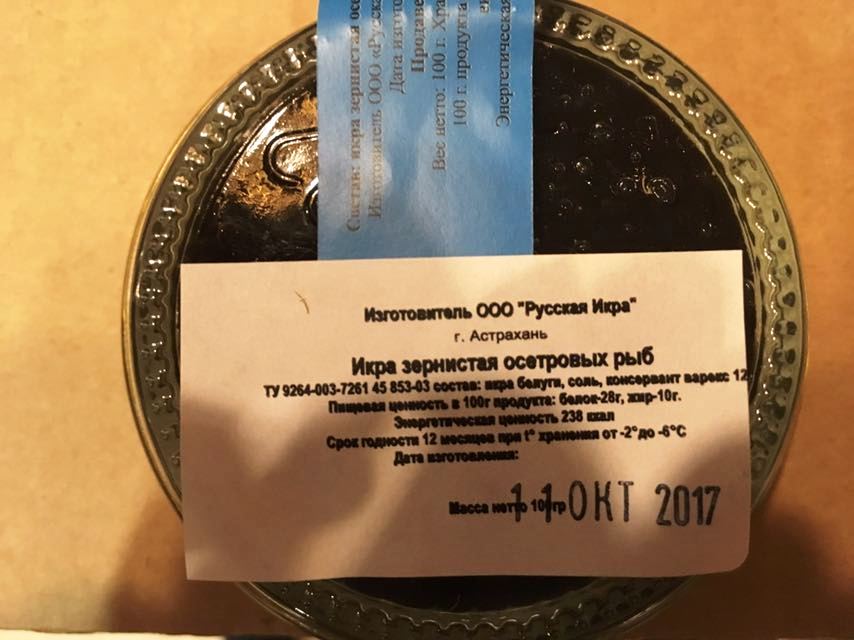 Состав: икра зернистая осе
Изготовитель ООО «Русска
Дата изгото
Продаве
Вес нетто: 100 г. Хра
100 г. продукта
Энергетическая
Изготовитель ООО "Русская Икра"
г. Астрахань
Икра зернистая осетровых рыб
ТУ 9264-003-7261 45 853-03 состав: икра белуги, соль, консервант варекс 12,
Пищевая ценность в 100г продукта: белок-28г, жир-10г.
Энергетическая ценность 238 ккал
Срок годности 12 месяцев при t° хранения от -2°до -6°С
Дата изготовления:
Масса нетто 100гр
11 ОКТ 2017